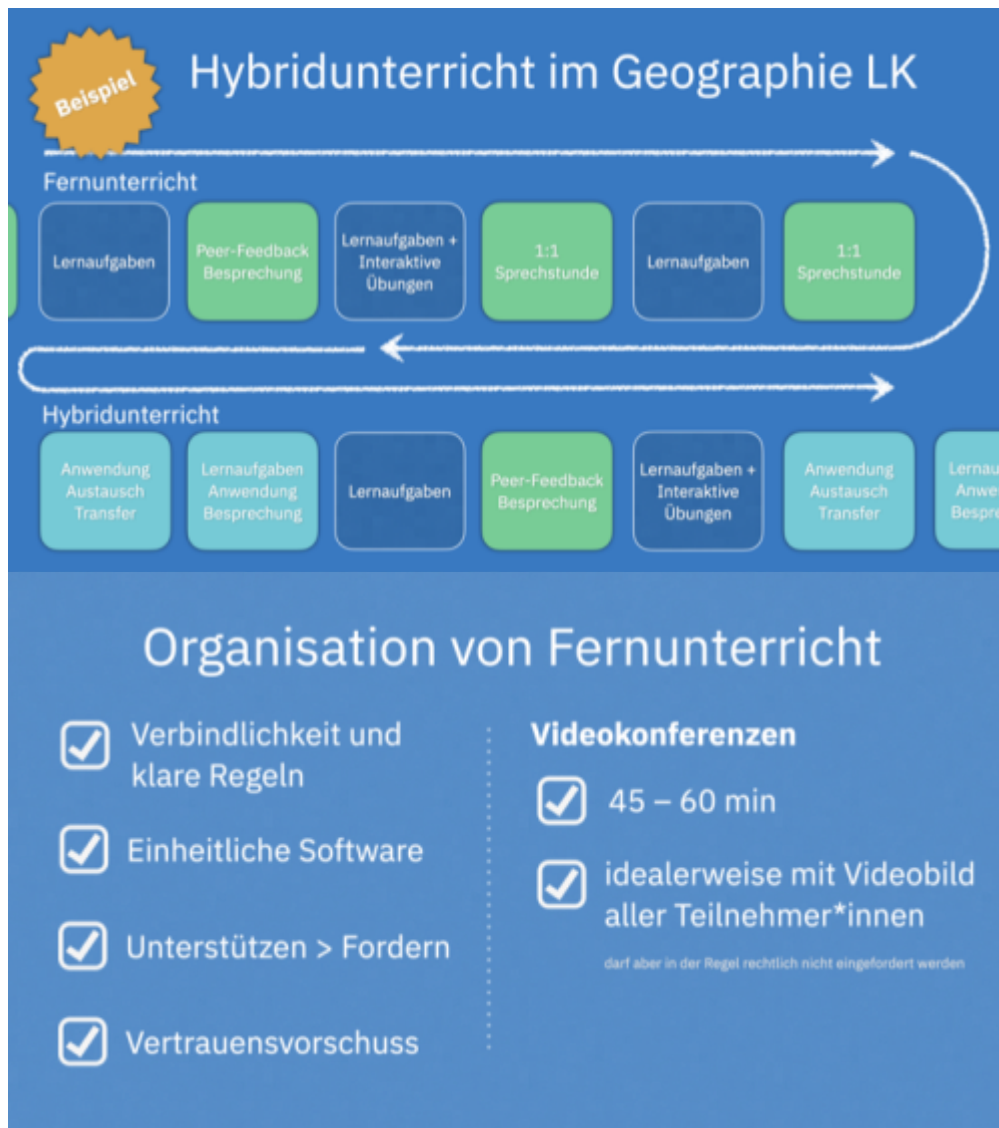 Beispiel
Hybridunterricht im Geographie LK
Fernunterricht
Lernaufgaben
Peer-Feedback
Besprechung
Lernaufgaben +
Interaktive
Übungen
1:1
Sprechstunde
Lernaufgaben
1:1
Sprechstunde
Hybridunterricht
Anwendung
Austausch
Transfer
Lernaufgaben
Anwendung
Besprechung
Lernaufgaben
Peer-Feedback
Besprechung
Lernaufgaben +
Interaktive
Übungen
Anwendung
Austausch
Transfer
Lernau
Anwe
Bespre
Organisation von Fernunterricht
Verbindlichkeit und
klare Regeln
Einheitliche Software
Unterstützen > Fordern
Vertrauensvorschuss
Videokonferenzen
45 – 60 min
idealerweise mit Videobild
aller Teilnehmer*innen
darf aber in der Regel rechtlich nicht eingefordert werden